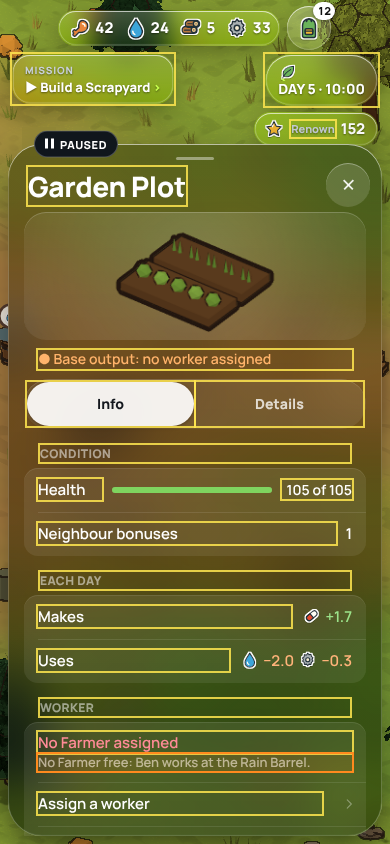 42 24 5 33 12
MISSION
▶ Build a Scrapyard ›
DAY 5 · 10:00
Renown 152
PAUSED
Garden Plot
Base output: no worker assigned
Info Details
CONDITION
Health 105 of 105
Neighbour bonuses 1
EACH DAY
Makes +1.7
Uses −2.0 −0.3
WORKER
No Farmer assigned
No Farmer free: Ben works at the Rain Barrel.
Assign a worker